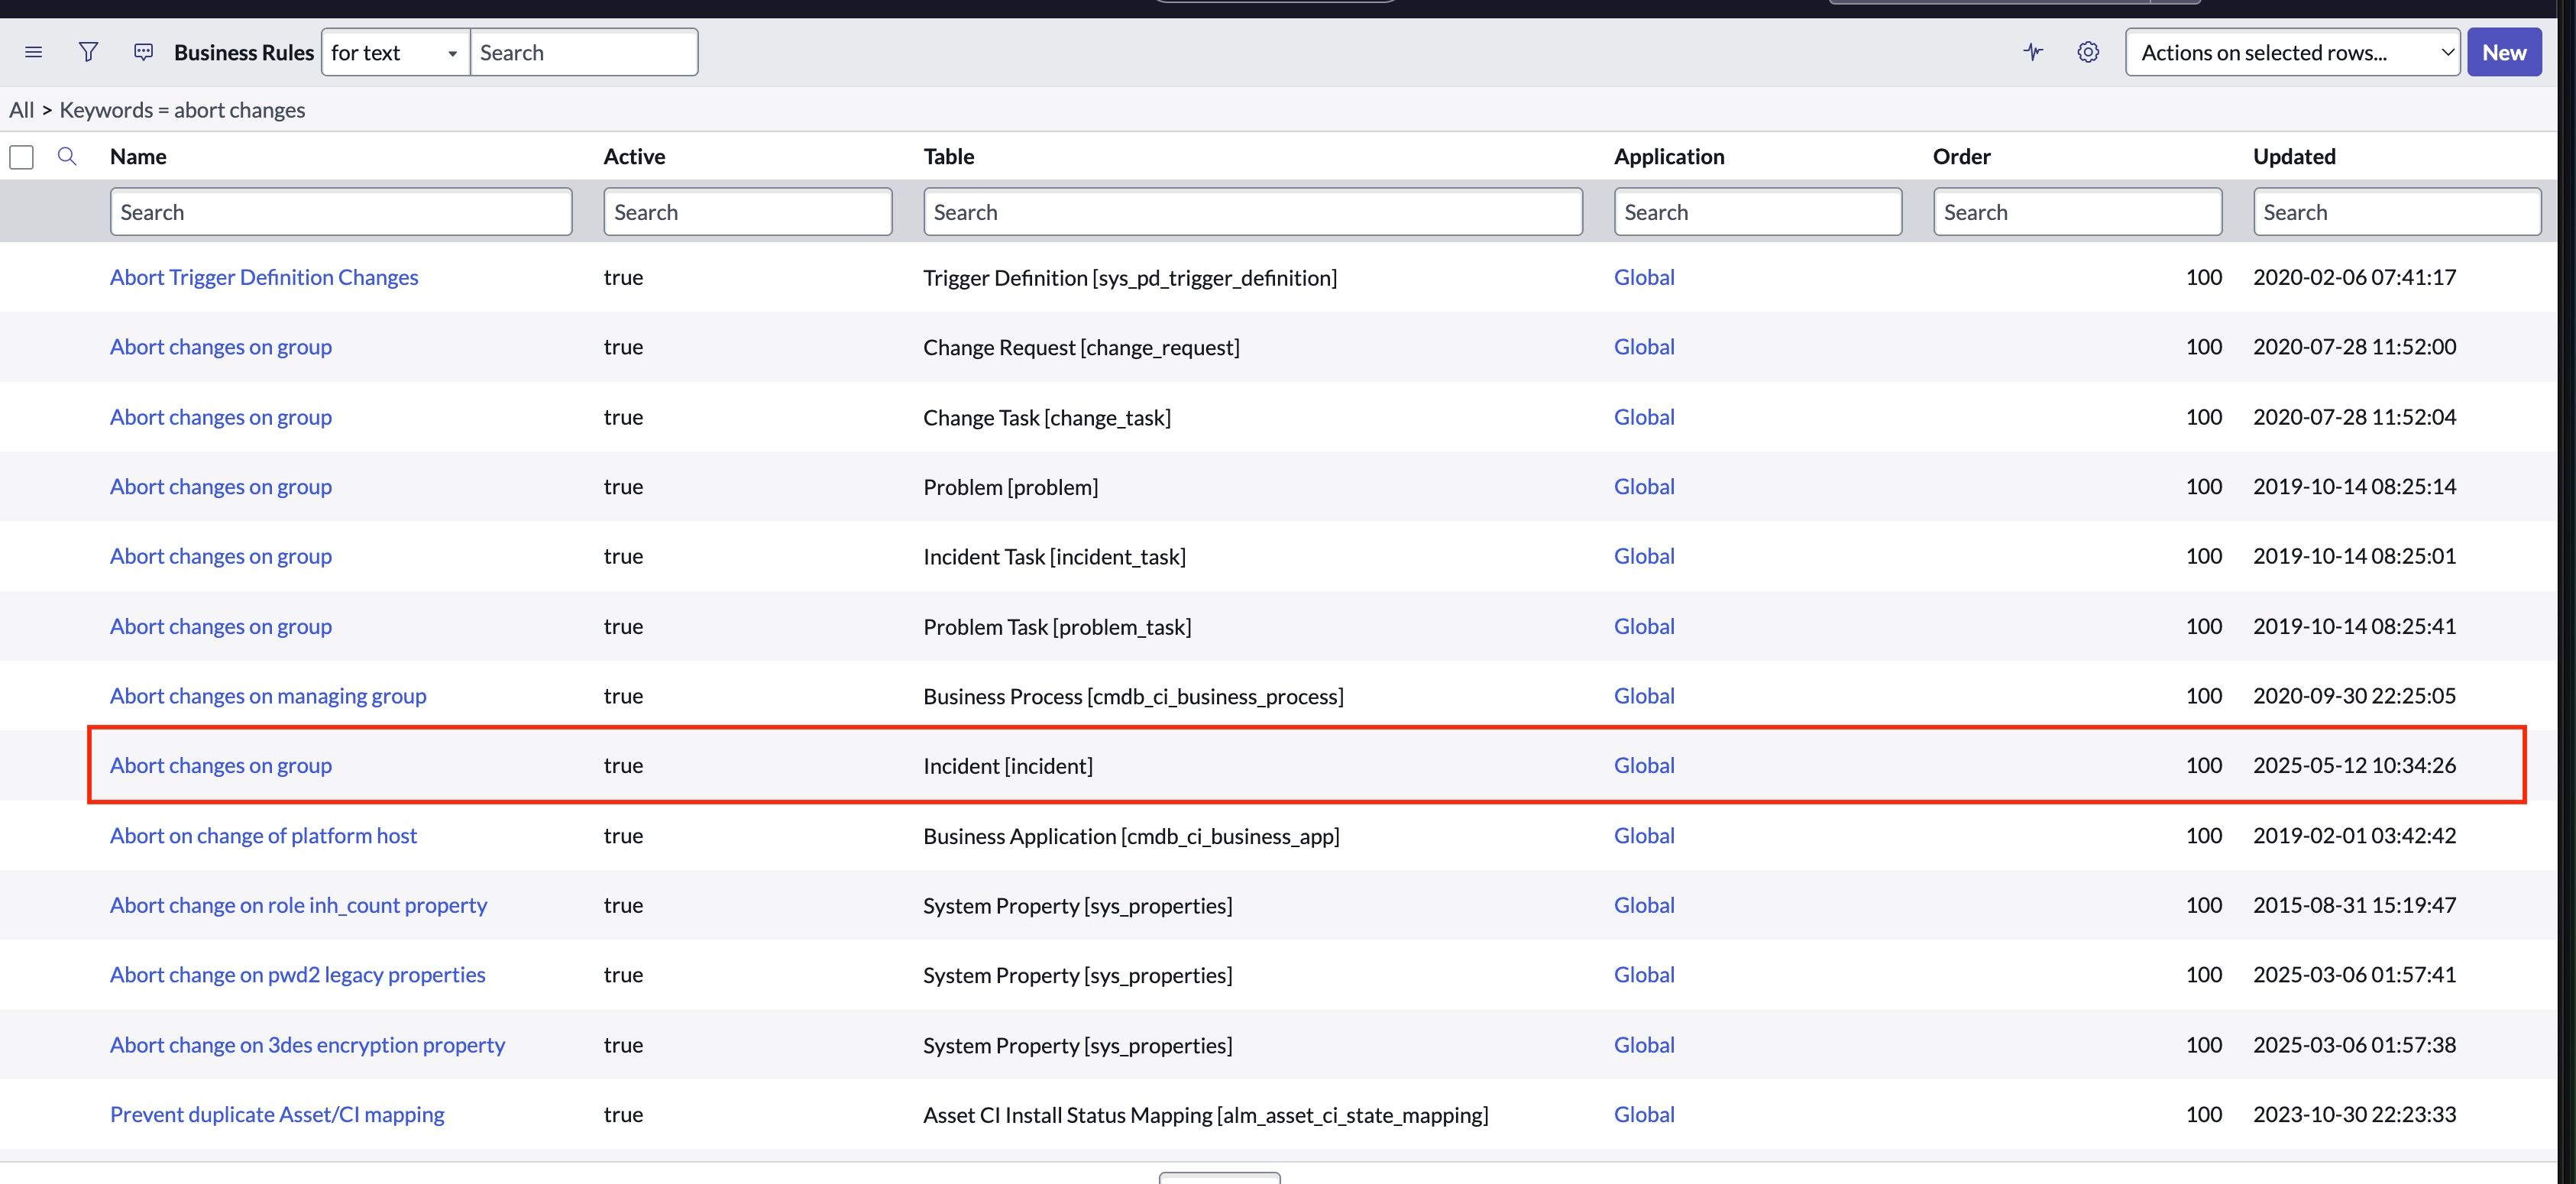 Business Rules for text Search Actions on selected rows... New
All > Keywords = abort changes
Name Active Table Application Order Updated
Search Search Search Search Search Search
Abort Trigger Definition Changes true Trigger Definition [sys_pd_trigger_definition] Global 100 2020-02-06 07:41:17
Abort changes on group true Change Request [change_request] Global 100 2020-07-28 11:52:00
Abort changes on group true Change Task [change_task] Global 100 2020-07-28 11:52:04
Abort changes on group true Problem [problem] Global 100 2019-10-14 08:25:14
Abort changes on group true Incident Task [incident_task] Global 100 2019-10-14 08:25:01
Abort changes on group true Problem Task [problem_task] Global 100 2019-10-14 08:25:41
Abort changes on managing group true Business Process [cmdb_ci_business_process] Global 100 2020-09-30 22:25:05
Abort changes on group true Incident [incident] Global 100 2025-05-12 10:34:26
Abort on change of platform host true Business Application [cmdb_ci_business_app] Global 100 2019-02-01 03:42:42
Abort change on role inh_count property true System Property [sys_properties] Global 100 2015-08-31 15:19:47
Abort change on pwd2 legacy properties true System Property [sys_properties] Global 100 2025-03-06 01:57:41
Abort change on 3des encryption property true System Property [sys_properties] Global 100 2025-03-06 01:57:38
Prevent duplicate Asset/CI mapping true Asset CI Install Status Mapping [alm_asset_ci_state_mapping] Global 100 2023-10-30 22:23:33